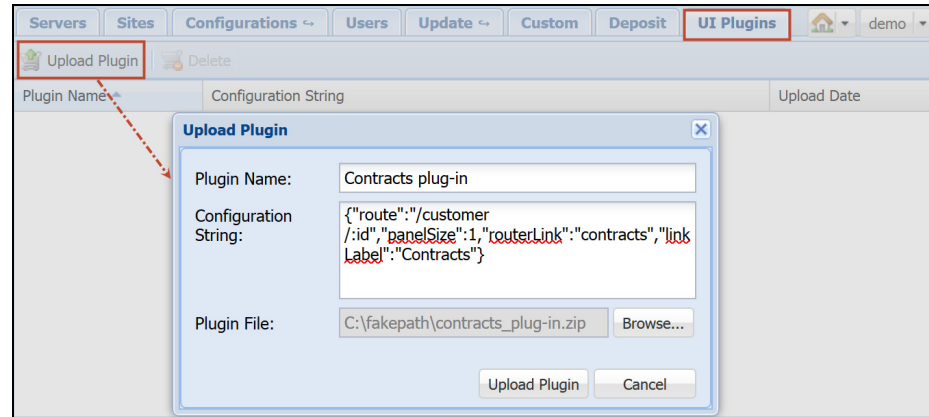 Servers Sites Configurations ↪ Users Update ↪ Custom Deposit UI Plugins demo
Upload Plugin Delete
Plugin Name Configuration String Upload Date
Upload Plugin
Plugin Name: Contracts plug-in
Configuration String:
{"route":"/customer
/:id","panelSize":1,"routerLink":"contracts","link
Label":"Contracts"}
Plugin File: C:\fakepath\contracts_plug-in.zip Browse...
Upload Plugin Cancel